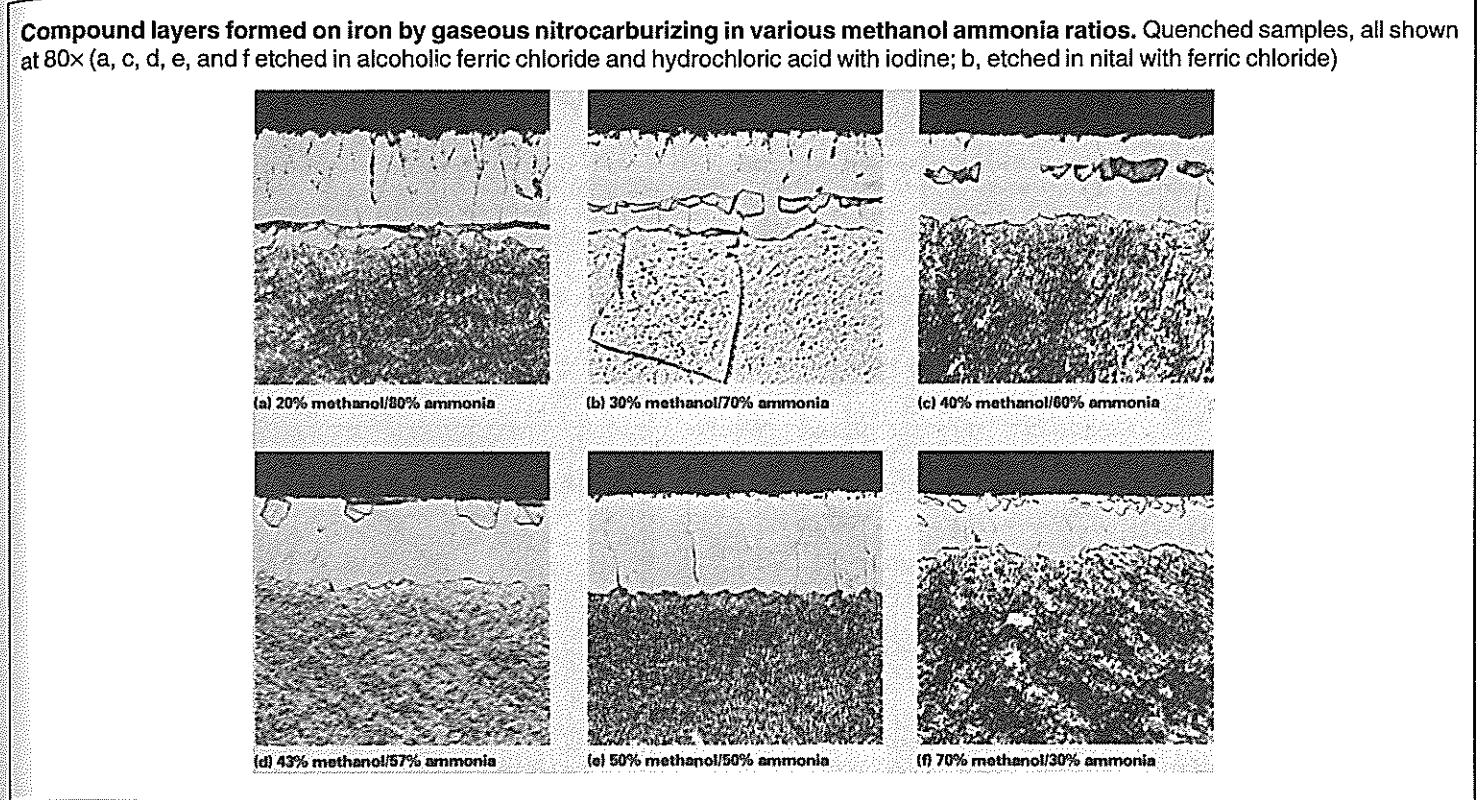 Compound layers formed on iron by gaseous nitrocarburizing in various methanol ammonia ratios. Quenched samples, all shown
at 80× (a, c, d, e, and f etched in alcoholic ferric chloride and hydrochloric acid with iodine; b, etched in nital with ferric chloride)
(a) 20% methanol/80% ammonia
(b) 30% methanol/70% ammonia
(c) 40% methanol/60% ammonia
(d) 43% methanol/57% ammonia
(e) 50% methanol/50% ammonia
(f) 70% methanol/30% ammonia